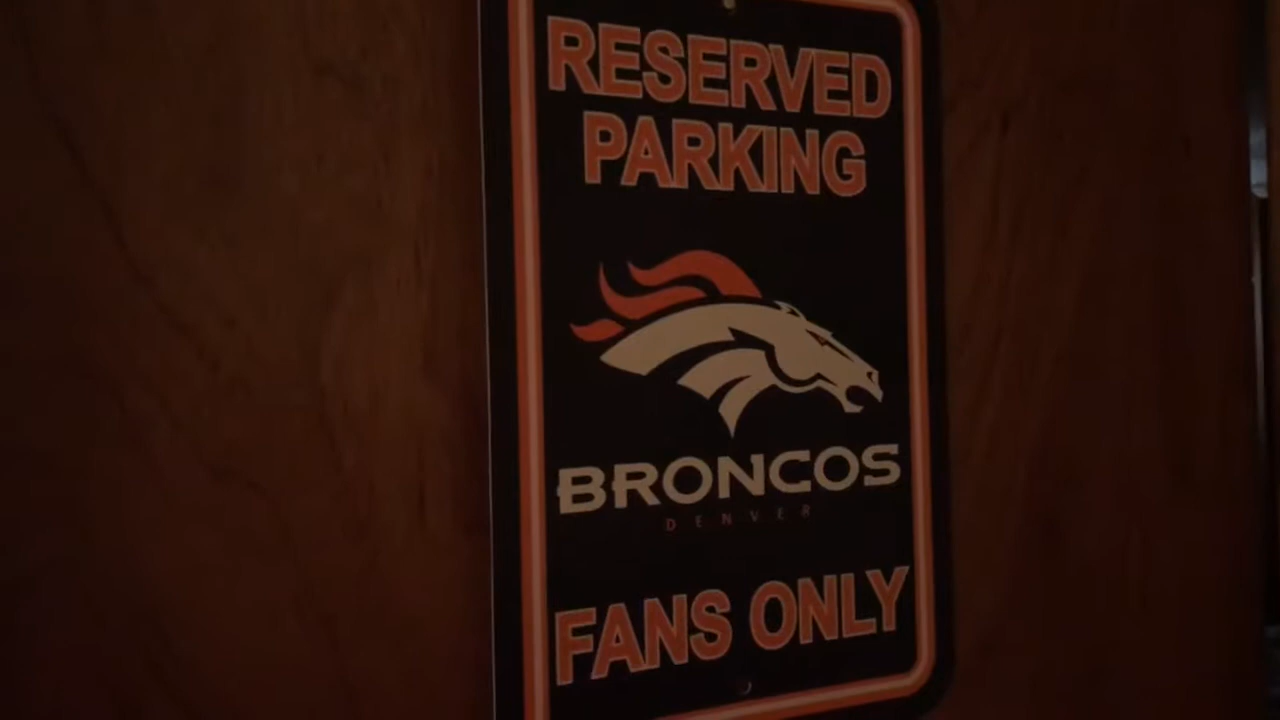 RESERVED
PARKING
BRONCOS
DENVER
FANS ONLY